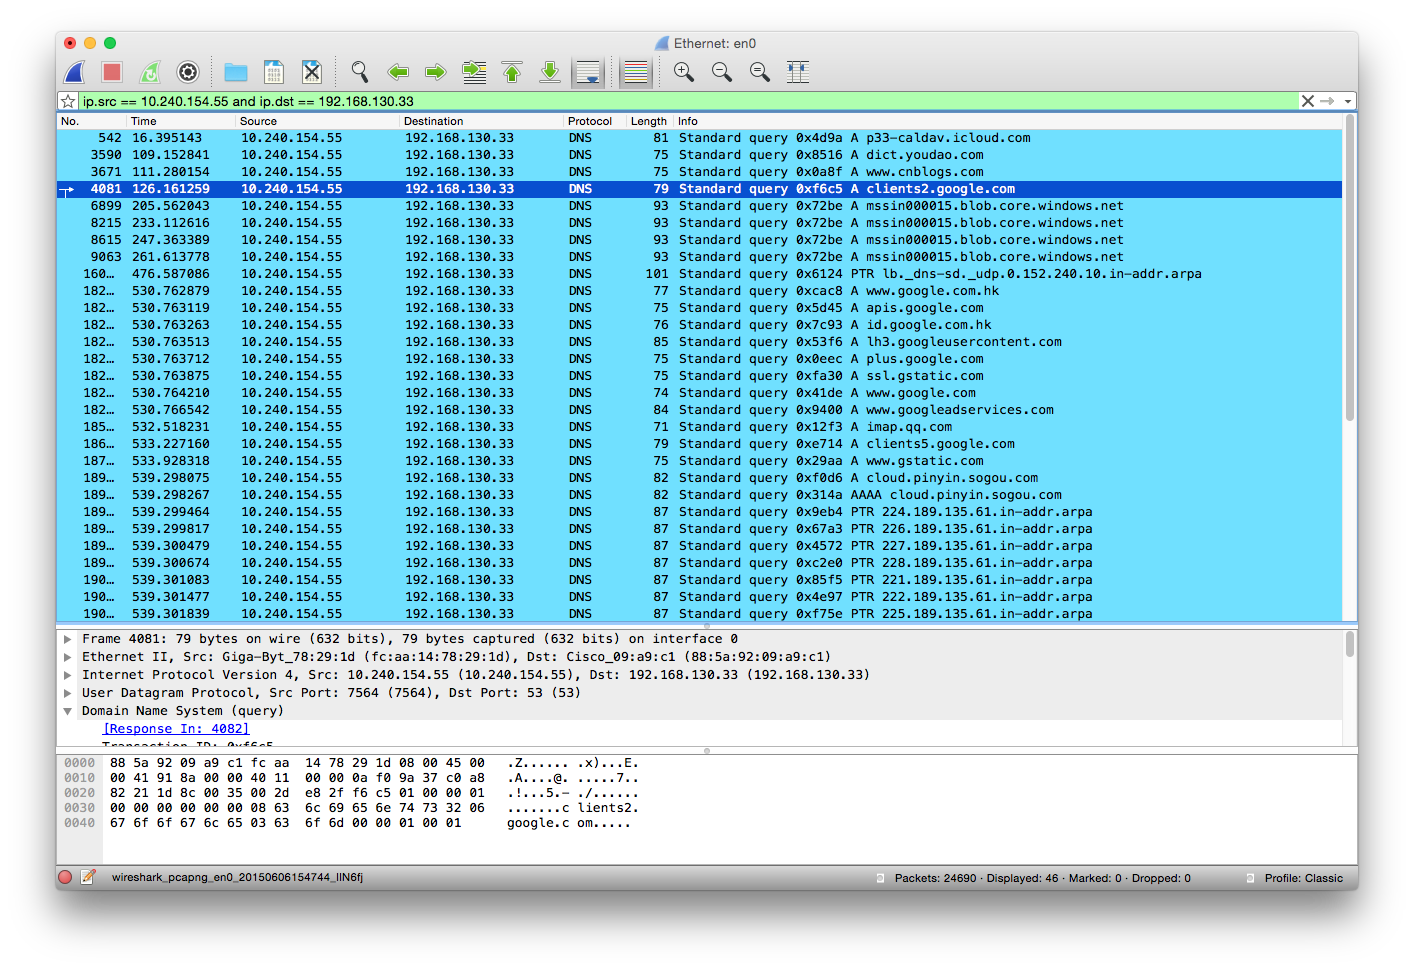 Ethernet: en0
ip.src == 10.240.154.55 and ip.dst == 192.168.130.33
No. Time Source Destination Protocol Length Info
542 16.395143 10.240.154.55 192.168.130.33 DNS 81 Standard query 0x4d9a A p33-caldav.icloud.com
3590 109.152841 10.240.154.55 192.168.130.33 DNS 75 Standard query 0x8516 A dict.youdao.com
3671 111.280154 10.240.154.55 192.168.130.33 DNS 75 Standard query 0x0a8f A www.cnblogs.com
4081 126.161259 10.240.154.55 192.168.130.33 DNS 79 Standard query 0xf6c5 A clients2.google.com
6899 205.562043 10.240.154.55 192.168.130.33 DNS 93 Standard query 0x72be A mssin000015.blob.core.windows.net
8215 233.112616 10.240.154.55 192.168.130.33 DNS 93 Standard query 0x72be A mssin000015.blob.core.windows.net
8615 247.363389 10.240.154.55 192.168.130.33 DNS 93 Standard query 0x72be A mssin000015.blob.core.windows.net
9063 261.613778 10.240.154.55 192.168.130.33 DNS 93 Standard query 0x72be A mssin000015.blob.core.windows.net
160… 476.587086 10.240.154.55 192.168.130.33 DNS 101 Standard query 0x6124 PTR lb._dns-sd._udp.0.152.240.10.in-addr.arpa
182… 530.762879 10.240.154.55 192.168.130.33 DNS 77 Standard query 0xcac8 A www.google.com.hk
182… 530.763119 10.240.154.55 192.168.130.33 DNS 75 Standard query 0x5d45 A apis.google.com
182… 530.763263 10.240.154.55 192.168.130.33 DNS 76 Standard query 0x7c93 A id.google.com.hk
182… 530.763513 10.240.154.55 192.168.130.33 DNS 85 Standard query 0x53f6 A lh3.googleusercontent.com
182… 530.763712 10.240.154.55 192.168.130.33 DNS 75 Standard query 0x0eec A plus.google.com
182… 530.763875 10.240.154.55 192.168.130.33 DNS 75 Standard query 0xfa30 A ssl.gstatic.com
182… 530.764210 10.240.154.55 192.168.130.33 DNS 74 Standard query 0x41de A www.google.com
182… 530.766542 10.240.154.55 192.168.130.33 DNS 84 Standard query 0x9400 A www.googleadservices.com
185… 532.518231 10.240.154.55 192.168.130.33 DNS 71 Standard query 0x12f3 A imap.qq.com
186… 533.227160 10.240.154.55 192.168.130.33 DNS 79 Standard query 0xe714 A clients5.google.com
187… 533.928318 10.240.154.55 192.168.130.33 DNS 75 Standard query 0x29aa A www.gstatic.com
189… 539.298075 10.240.154.55 192.168.130.33 DNS 82 Standard query 0xf0d6 A cloud.pinyin.sogou.com
189… 539.298267 10.240.154.55 192.168.130.33 DNS 82 Standard query 0x314a AAAA cloud.pinyin.sogou.com
189… 539.299464 10.240.154.55 192.168.130.33 DNS 87 Standard query 0x9eb4 PTR 224.189.135.61.in-addr.arpa
189… 539.299817 10.240.154.55 192.168.130.33 DNS 87 Standard query 0x67a3 PTR 226.189.135.61.in-addr.arpa
189… 539.300479 10.240.154.55 192.168.130.33 DNS 87 Standard query 0x4572 PTR 227.189.135.61.in-addr.arpa
189… 539.300674 10.240.154.55 192.168.130.33 DNS 87 Standard query 0xc2e0 PTR 228.189.135.61.in-addr.arpa
190… 539.301083 10.240.154.55 192.168.130.33 DNS 87 Standard query 0x85f5 PTR 221.189.135.61.in-addr.arpa
190… 539.301477 10.240.154.55 192.168.130.33 DNS 87 Standard query 0x4e97 PTR 222.189.135.61.in-addr.arpa
190… 539.301839 10.240.154.55 192.168.130.33 DNS 87 Standard query 0xf75e PTR 225.189.135.61.in-addr.arpa
Frame 4081: 79 bytes on wire (632 bits), 79 bytes captured (632 bits) on interface 0
Ethernet II, Src: Giga-Byt_78:29:1d (fc:aa:14:78:29:1d), Dst: Cisco_09:a9:c1 (88:5a:92:09:a9:c1)
Internet Protocol Version 4, Src: 10.240.154.55 (10.240.154.55), Dst: 192.168.130.33 (192.168.130.33)
User Datagram Protocol, Src Port: 7564 (7564), Dst Port: 53 (53)
Domain Name System (query)
[Response In: 4082]
Transaction ID: 0xf6c5
0000 88 5a 92 09 a9 c1 fc aa 14 78 29 1d 08 00 45 00 .Z...... .x)...E.
0010 00 41 91 8a 00 00 40 11 00 00 0a f0 9a 37 c0 a8 .A....@. .....7..
0020 82 21 1d 8c 00 35 00 2d e8 2f f6 c5 01 00 00 01 .!...5.- ./......
0030 00 00 00 00 00 00 08 63 6c 69 65 6e 74 73 32 06 .......c lients2.
0040 67 6f 6f 67 6c 65 03 63 6f 6d 00 00 01 00 01 google.c om.....
wireshark_pcapng_en0_20150606154744_IlN6fj Packets: 24690 · Displayed: 46 · Marked: 0 · Dropped: 0 Profile: Classic